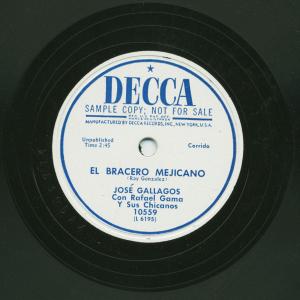 DECCA
SAMPLE COPY; NOT FOR SALE
MANUFACTURED BY DECCA RECORDS, INC., NEW YORK, U.S.A.
Unpublished
Time 2:45
Corrido
EL BRACERO MEJICANO
(Ray Gonzalez)
JOSÉ GALLAGOS
Con Rafael Gama
Y Sus Chicanos
10559
(L 6195)